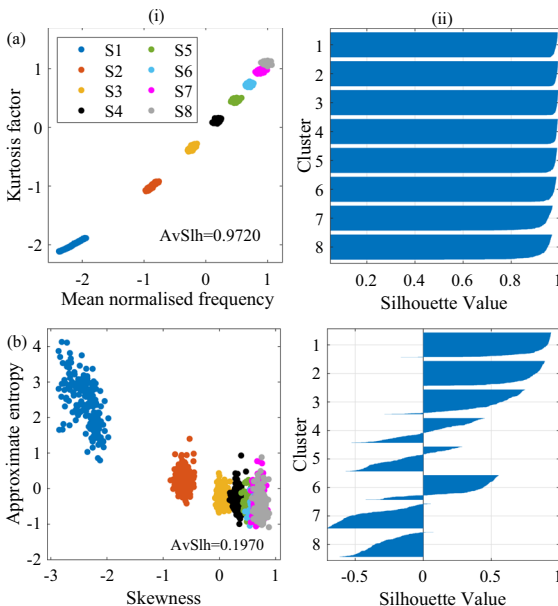 (i)
(ii)
(a)
Kurtosis factor
1
0
-1
-2
S1
S2
S3
S4
S5
S6
S7
S8
AvSlh=0.9720
-2
-1
0
1
Mean normalised frequency
Cluster
1
2
3
4
5
6
7
8
0.2
0.4
0.6
0.8
1
Silhouette Value
(b)
Approximate entropy
4
3
2
1
0
-1
-2
AvSlh=0.1970
-3
-2
-1
0
1
Skewness
Cluster
1
2
3
4
5
6
7
8
-0.5
0
0.5
1
Silhouette Value